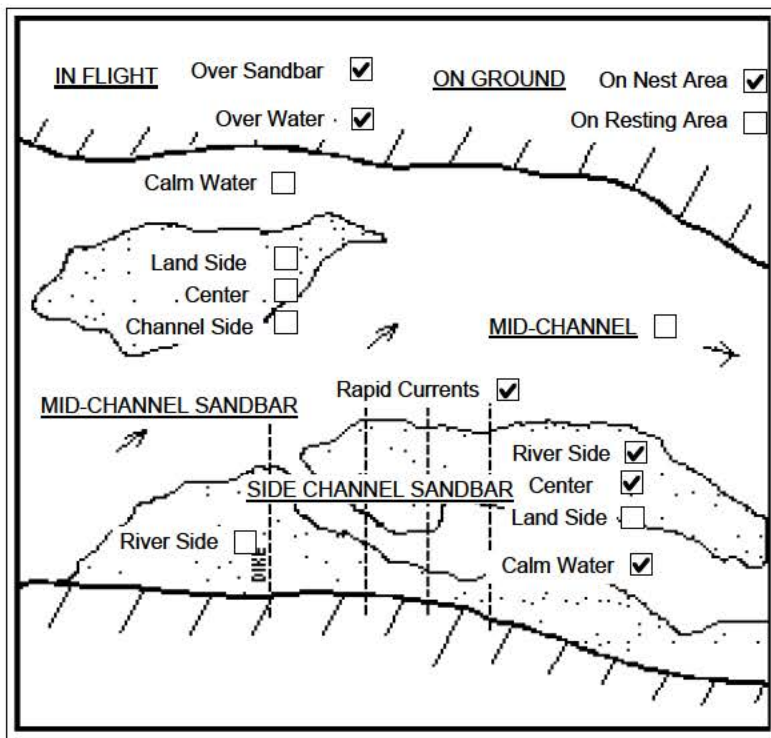 IN FLIGHT Over Sandbar ON GROUND On Nest Area
Over Water On Resting Area
Calm Water
Land Side
Center
Channel Side
MID-CHANNEL
Rapid Currents
MID-CHANNEL SANDBAR
River Side
SIDE CHANNEL SANDBAR Center
Land Side
River Side
DIKE
Calm Water